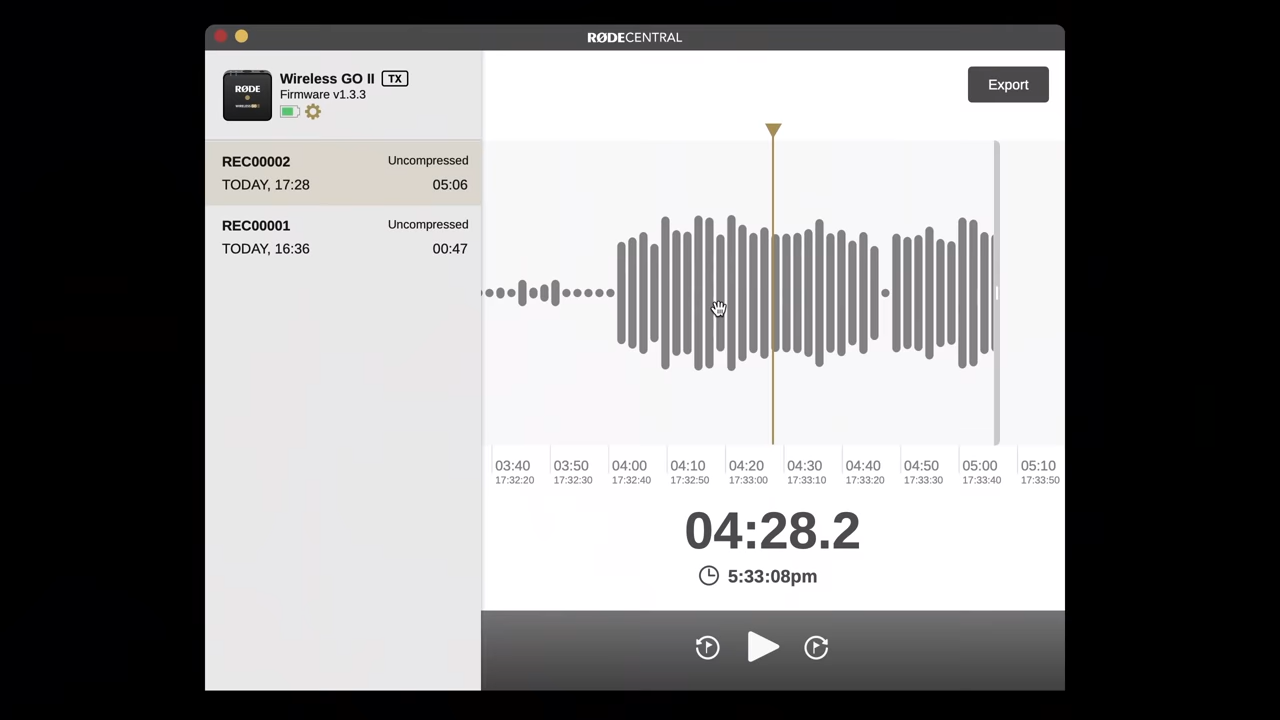 RØDECENTRAL
Wireless GO II TX
Firmware v1.3.3
RØDE
Export
REC00002 Uncompressed
TODAY, 17:28 05:06
REC00001 Uncompressed
TODAY, 16:36 00:47
03:40 03:50 04:00 04:10 04:20 04:30 04:40 04:50 05:00 05:10
17:32:20 17:32:30 17:32:40 17:32:50 17:33:00 17:33:10 17:33:20 17:33:30 17:33:40 17:33:50
04:28.2
5:33:08pm